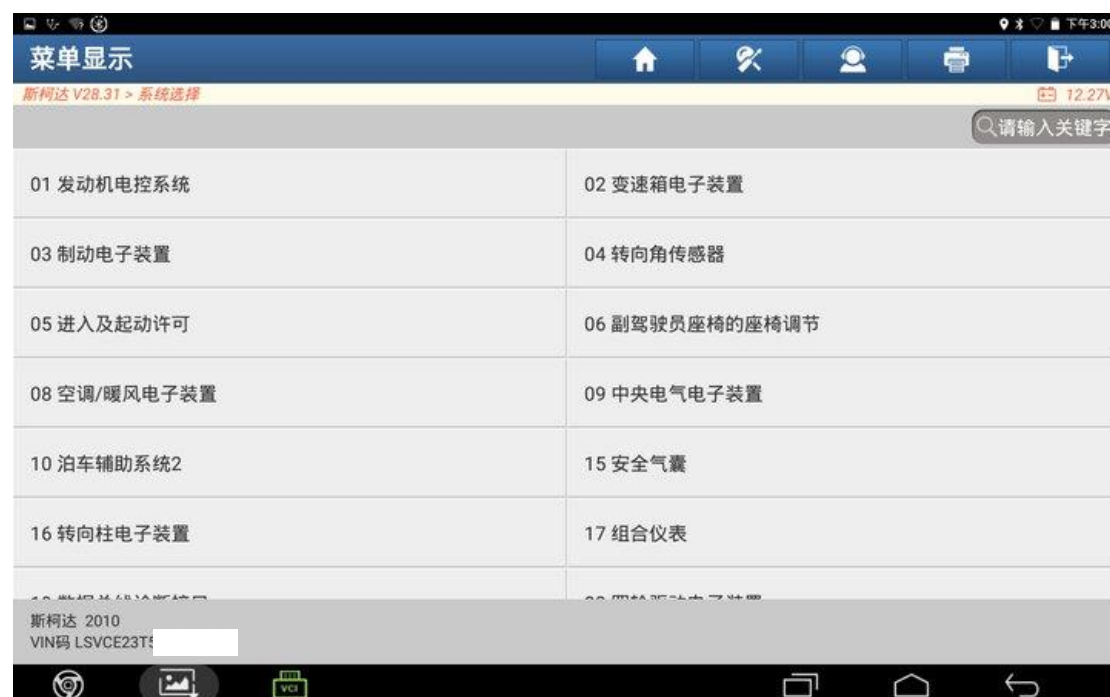 下午3:00
菜单显示
斯柯达 V28.31 > 系统选择
12.27V
请输入关键字
01 发动机电控系统
02 变速箱电子装置
03 制动电子装置
04 转向角传感器
05 进入及起动许可
06 副驾驶员座椅的座椅调节
08 空调/暖风电子装置
09 中央电气电子装置
10 泊车辅助系统2
15 安全气囊
16 转向柱电子装置
17 组合仪表
斯柯达 2010
VIN码 LSVCE23T5
VCI